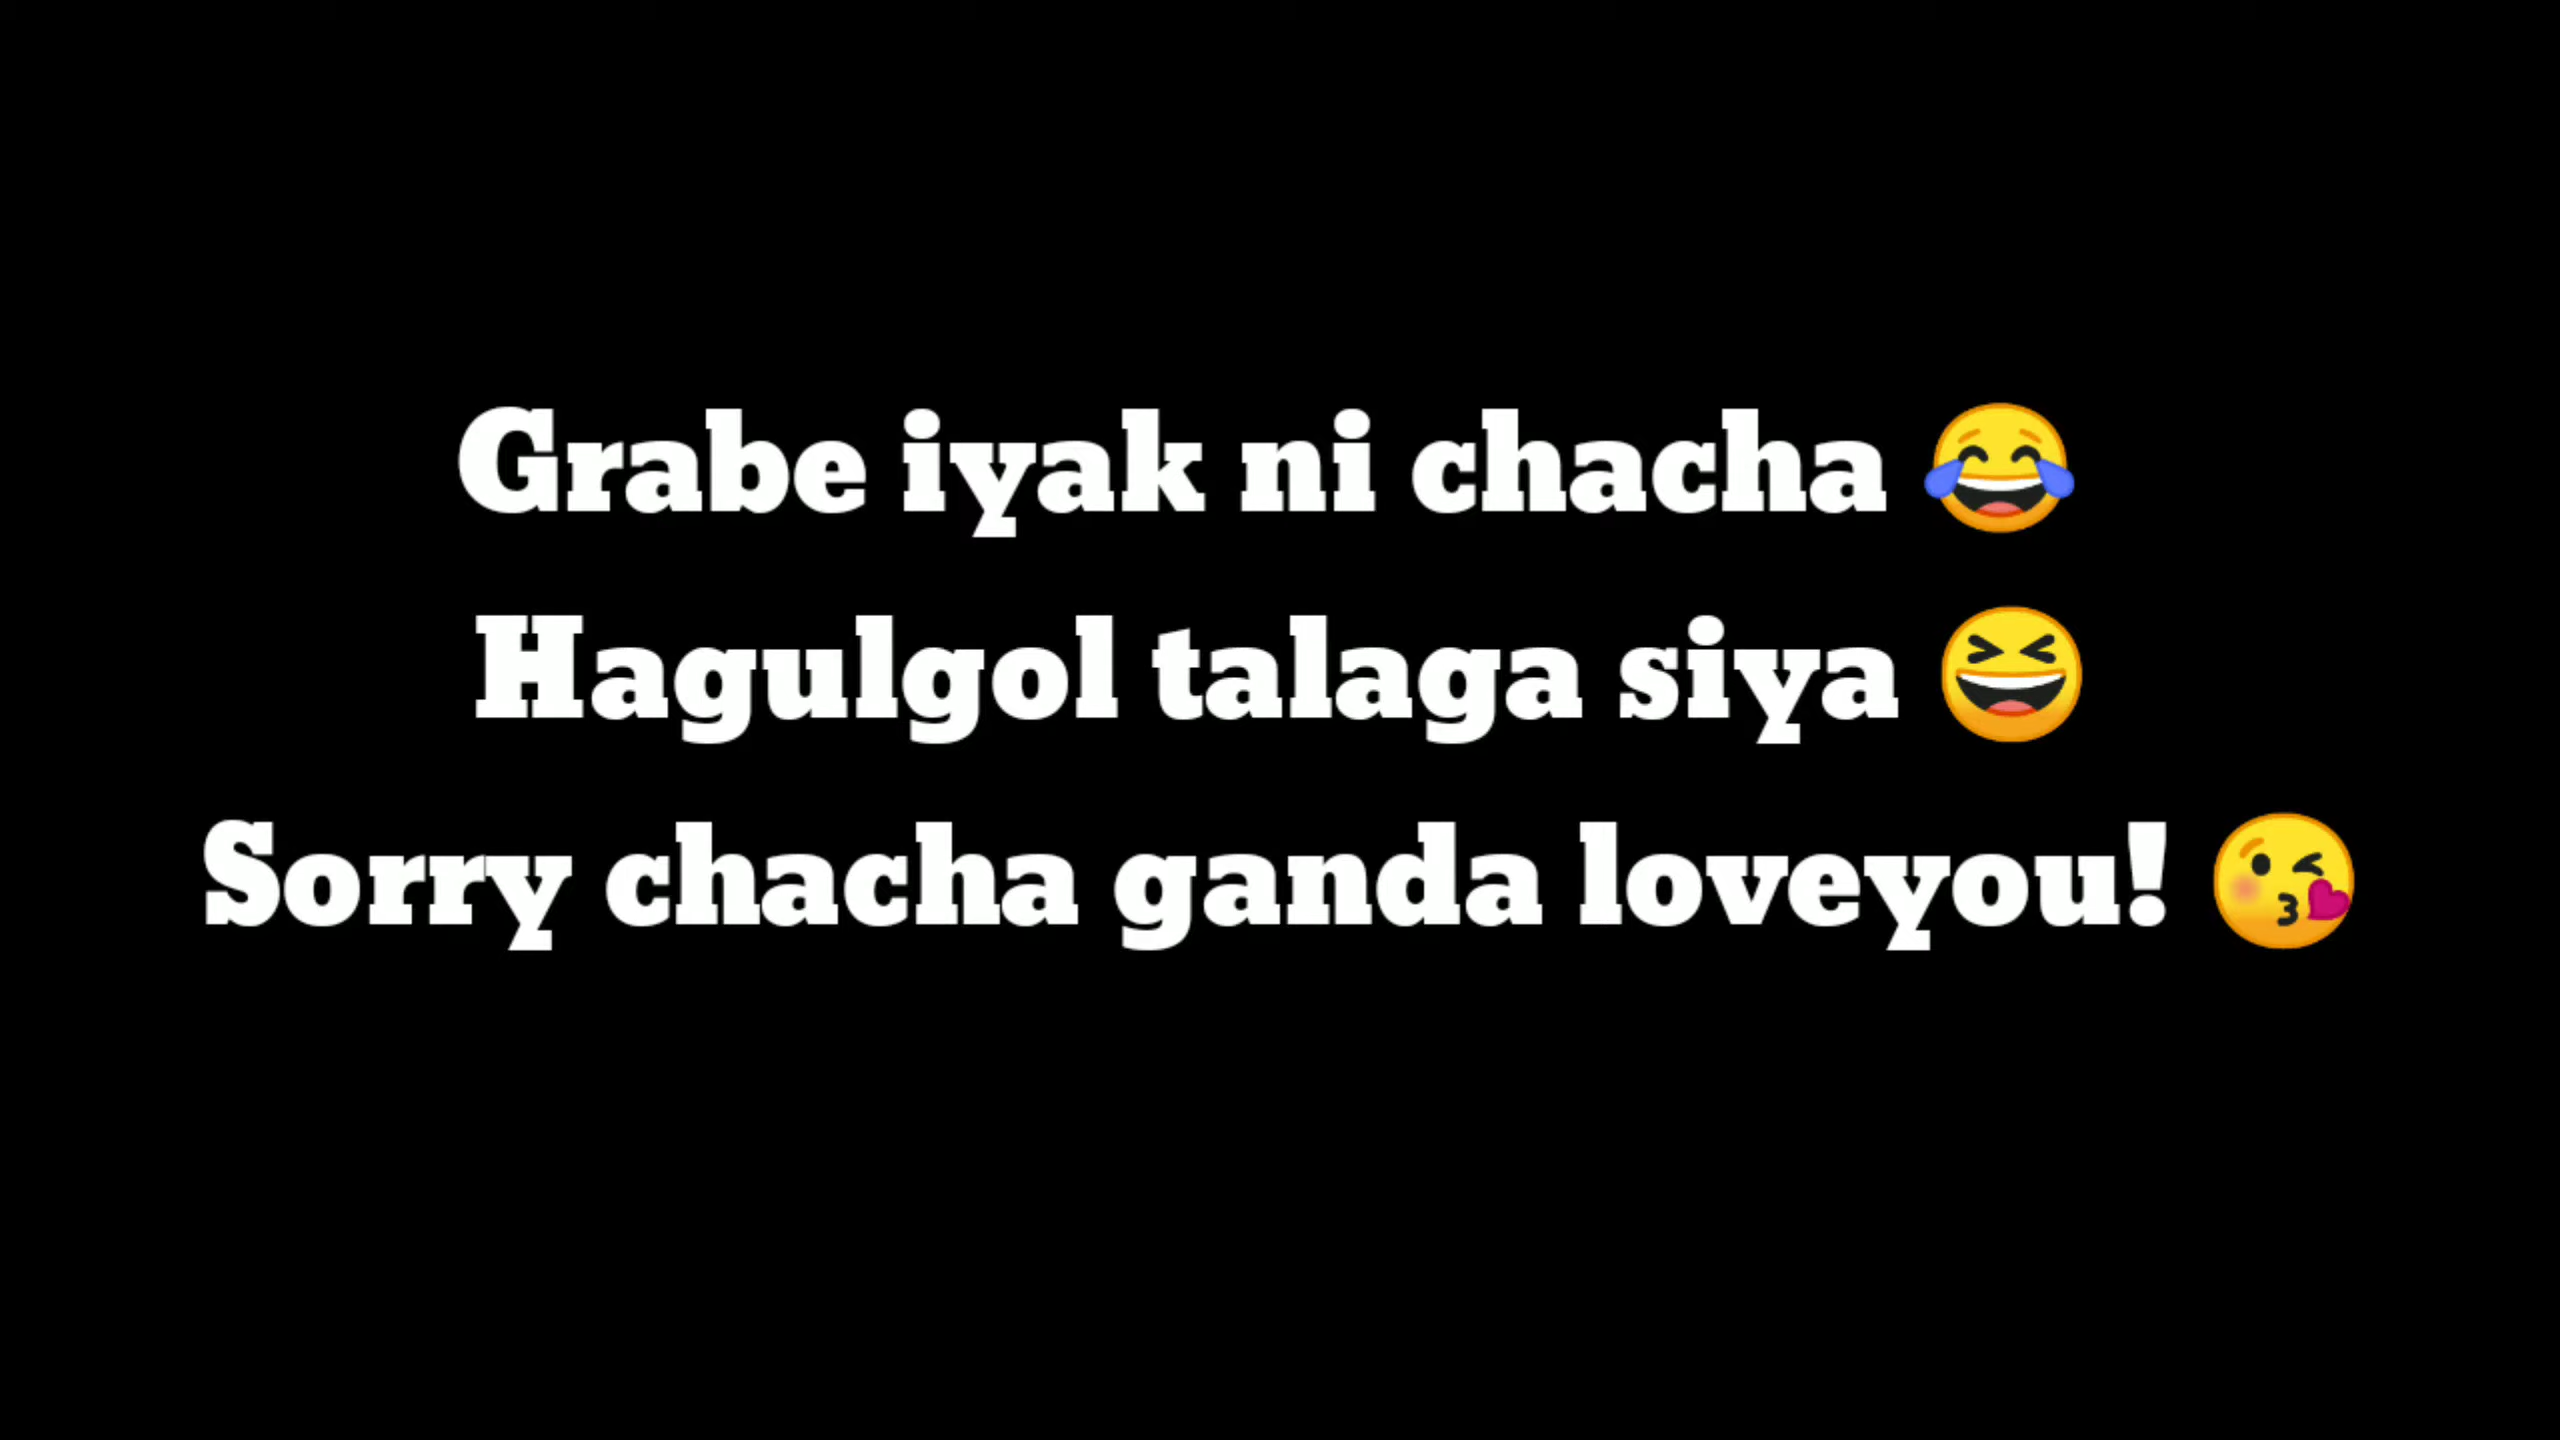 Grabe iyak ni chacha 😂
Hagulgol talaga siya 😆
Sorry chacha ganda loveyou! 😘